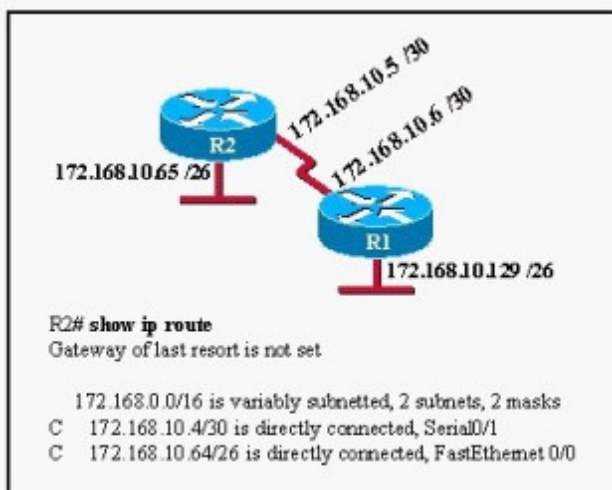 172.168.10.5 /30
172.168.10.6 /30
R2
172.168.10.65 /26
R1
172.168.10.129 /26
R2# show ip route
Gateway of last resort is not set
172.168.0.0/16 is variably subnetted, 2 subnets, 2 masks
C 172.168.10.4/30 is directly connected, Serial0/1
C 172.168.10.64/26 is directly connected, FastEthernet 0/0